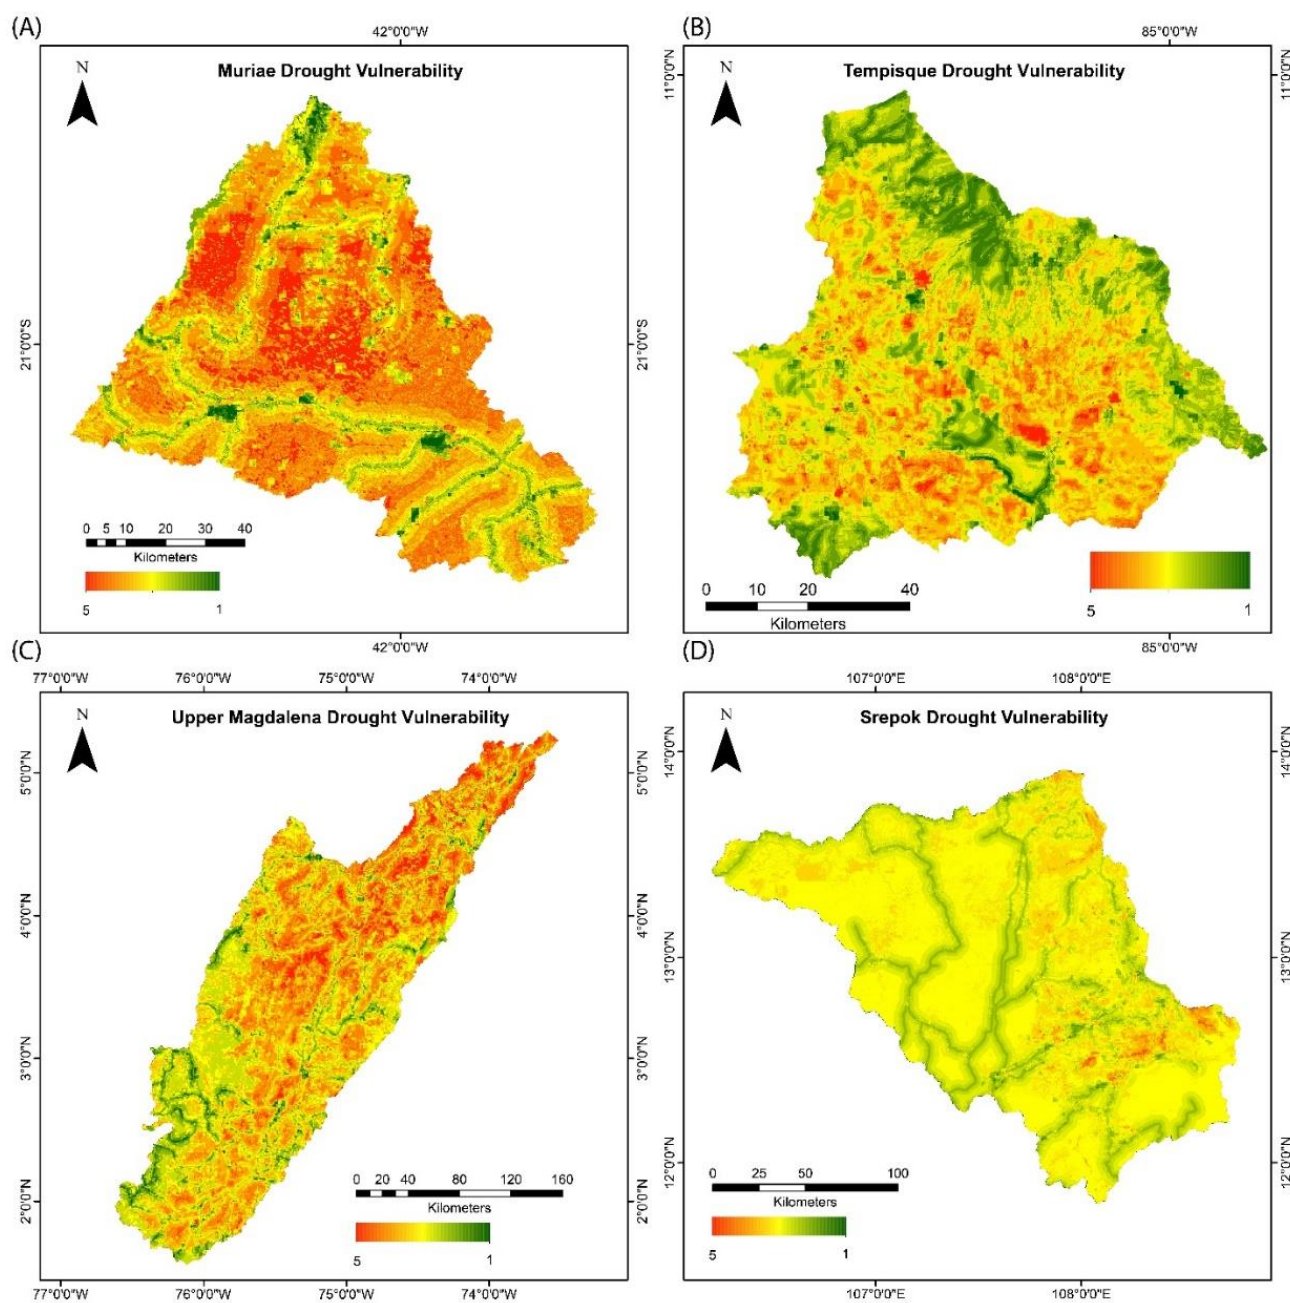 (A)
42°0'0"W
N
Muriae Drought Vulnerability
21°0'0"S
21°0'0"S
0 5 10 20 30 40
Kilometers
5 1
42°0'0"W
(B)
85°0'0"W
11°0'0"N
11°0'0"N
N
Tempisque Drought Vulnerability
0 10 20 40
Kilometers
5 1
85°0'0"W
(C)
77°0'0"W 76°0'0"W 75°0'0"W 74°0'0"W
N
Upper Magdalena Drought Vulnerability
5°0'0"N
5°0'0"N
4°0'0"N
4°0'0"N
3°0'0"N
3°0'0"N
2°0'0"N
2°0'0"N
0 20 40 80 120 160
Kilometers
5 1
77°0'0"W 76°0'0"W 75°0'0"W 74°0'0"W
(D)
107°0'0"E 108°0'0"E
N
Srepok Drought Vulnerability
14°0'0"N
14°0'0"N
13°0'0"N
13°0'0"N
12°0'0"N
12°0'0"N
0 25 50 100
Kilometers
5 1
107°0'0"E 108°0'0"E